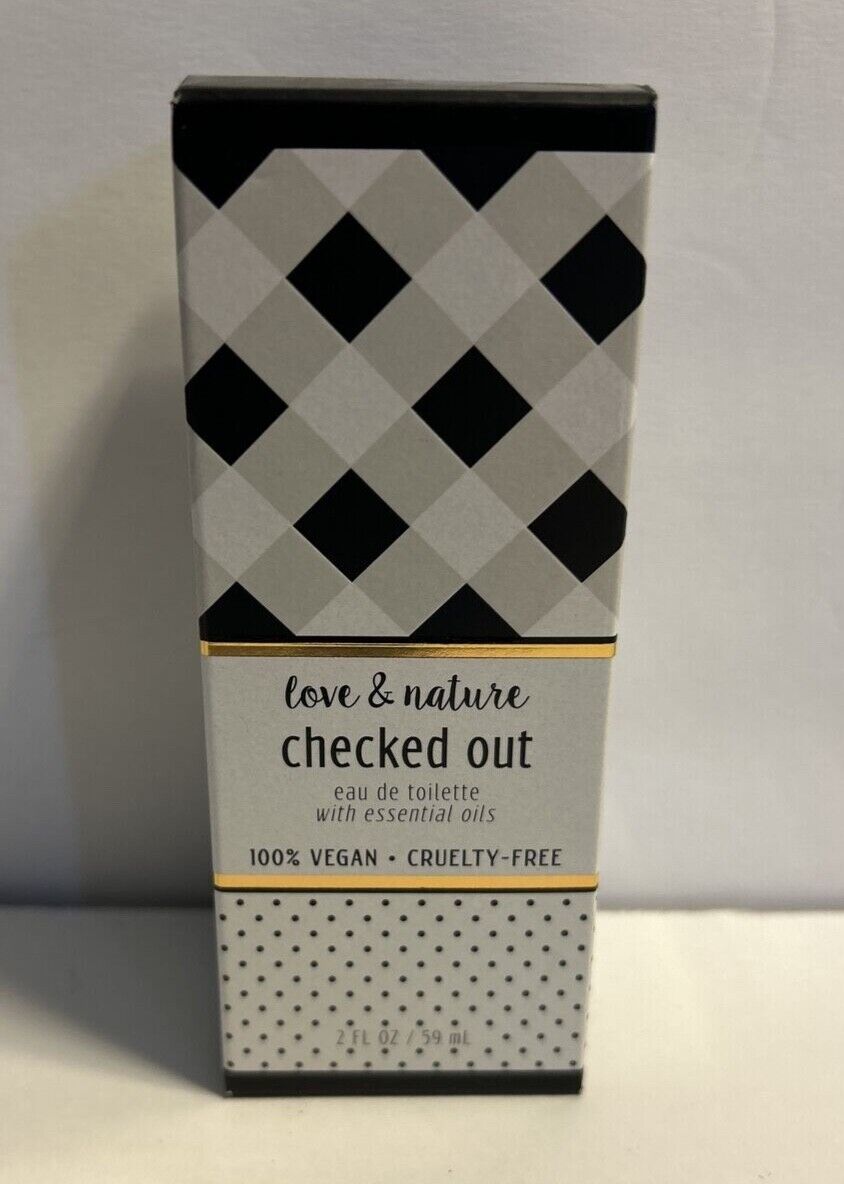 love & nature
checked out
eau de toilette
with essential oils
100% VEGAN • CRUELTY-FREE
2 FL OZ / 59 mL